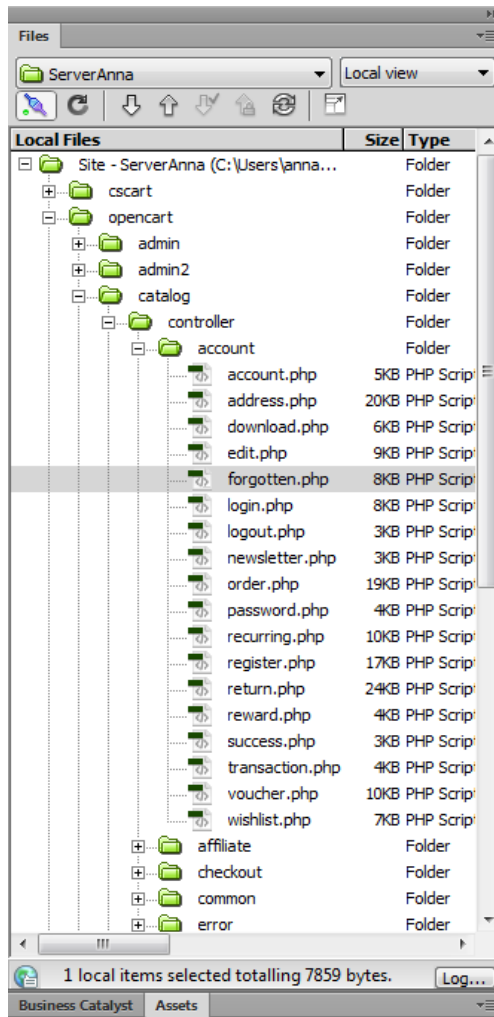 Files
ServerAnna Local view
Local Files Size Type
Site - ServerAnna (C:\Users\anna... Folder
cscart Folder
opencart Folder
admin Folder
admin2 Folder
catalog Folder
controller Folder
account Folder
account.php 5KB PHP Script
address.php 20KB PHP Script
download.php 6KB PHP Script
edit.php 9KB PHP Script
forgotten.php 8KB PHP Script
login.php 8KB PHP Script
logout.php 3KB PHP Script
newsletter.php 3KB PHP Script
order.php 19KB PHP Script
password.php 4KB PHP Script
recurring.php 10KB PHP Script
register.php 17KB PHP Script
return.php 24KB PHP Script
reward.php 4KB PHP Script
success.php 3KB PHP Script
transaction.php 4KB PHP Script
voucher.php 10KB PHP Script
wishlist.php 7KB PHP Script
affiliate Folder
checkout Folder
common Folder
error Folder
1 local items selected totalling 7859 bytes. Log...
Business Catalyst Assets